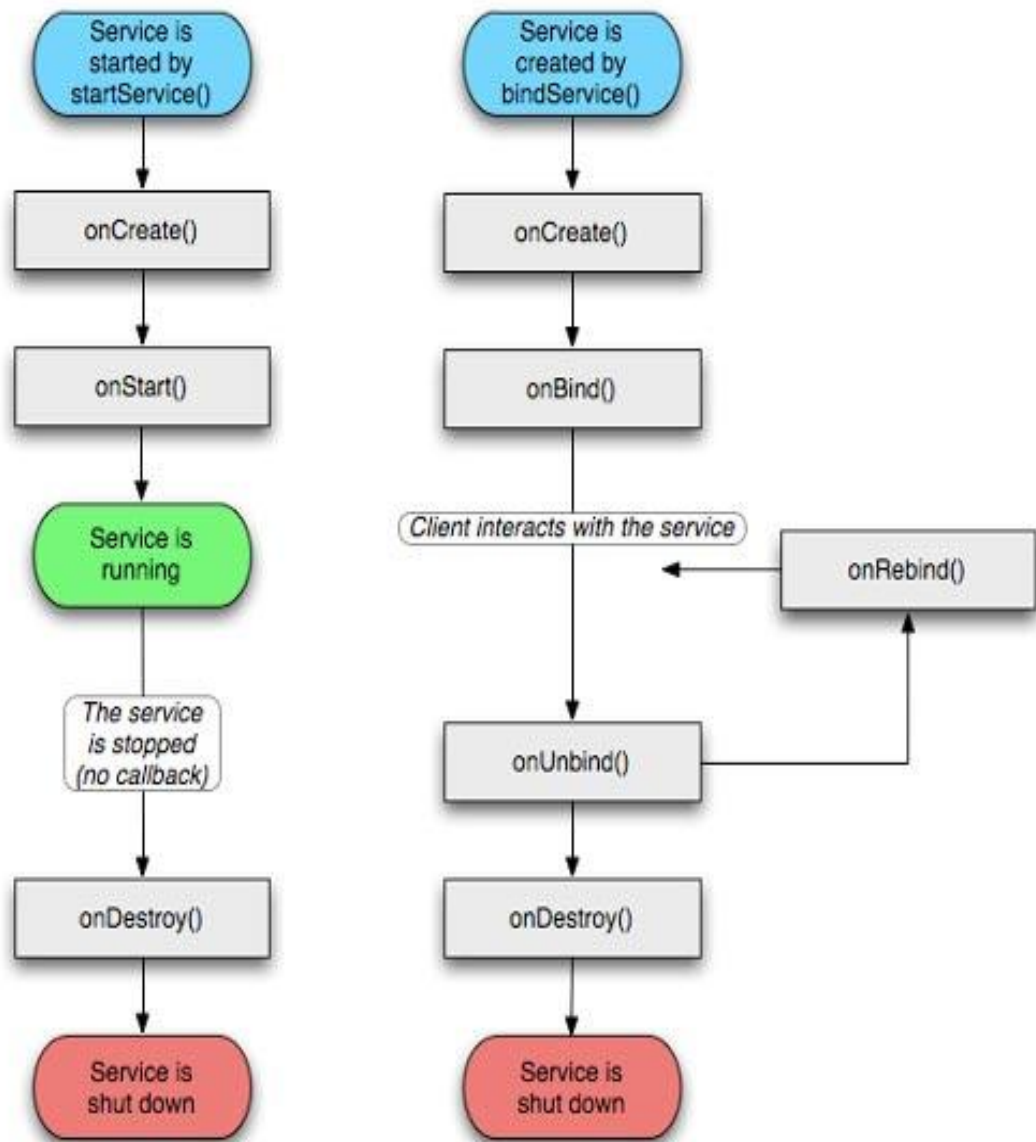 Service is
started by
startService()
onCreate()
onStart()
Service is
running
The service
is stopped
(no callback)
onDestroy()
Service is
shut down
Service is
created by
bindService()
onCreate()
onBind()
Client interacts with the service
onRebind()
onUnbind()
onDestroy()
Service is
shut down